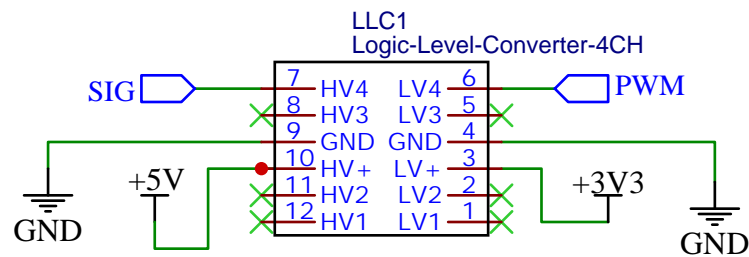 LLC1
Logic-Level-Converter-4CH
SIG 7 HV4 LV4 6 PWM
8 HV3 LV3 5
9 GND GND 4
10 HV+ LV+ 3
+5V 11 HV2 LV2 2 +3V3
12 HV1 LV1 1
GND GND